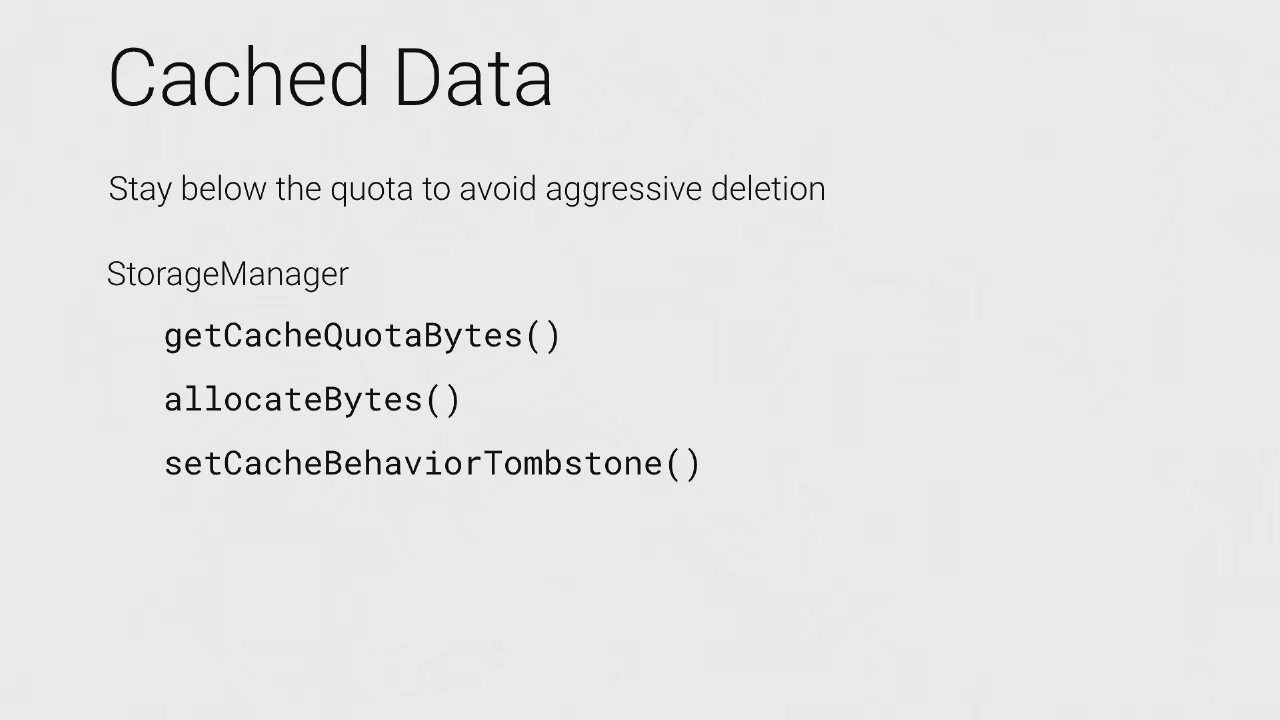 Cached Data
Stay below the quota to avoid aggressive deletion
StorageManager
getCacheQuotaBytes()
allocateBytes()
setCacheBehaviorTombstone()